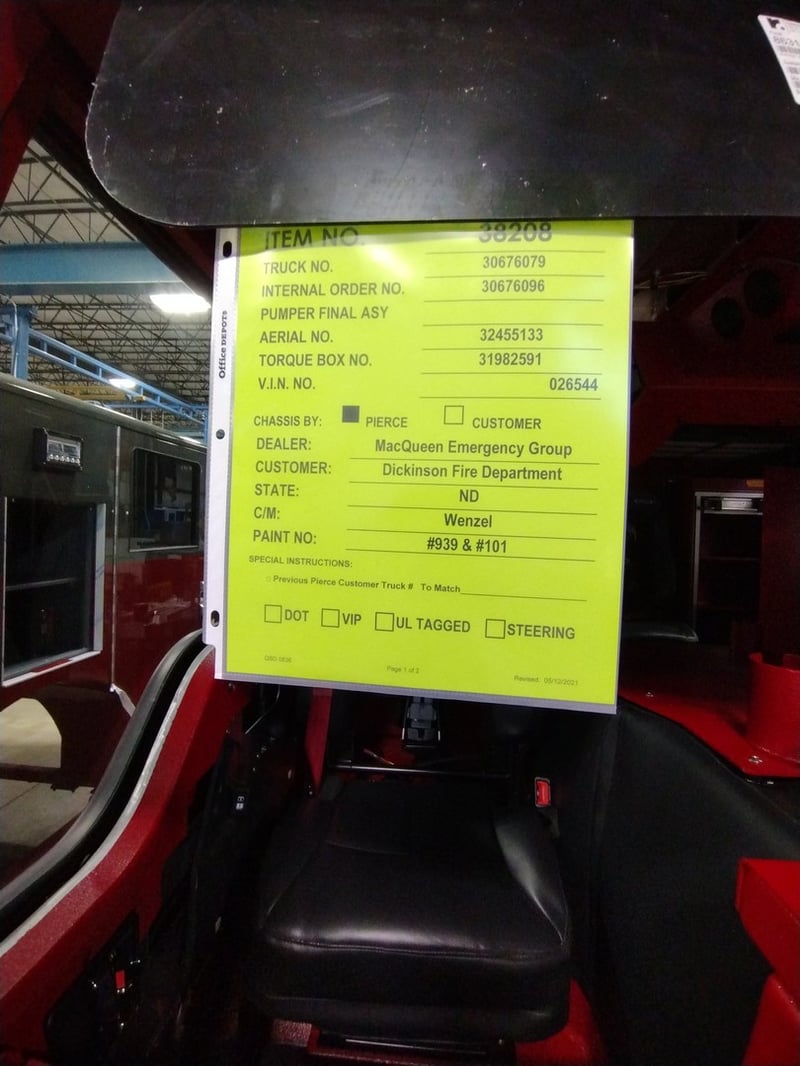 ITEM NO. 38208
TRUCK NO. 30676079
INTERNAL ORDER NO. 30676096
PUMPER FINAL ASY
AERIAL NO. 32455133
TORQUE BOX NO. 31982591
V.I.N. NO. 026544
CHASSIS BY: PIERCE CUSTOMER
DEALER: MacQueen Emergency Group
CUSTOMER: Dickinson Fire Department
STATE: ND
C/M: Wenzel
PAINT NO: #939 & #101
SPECIAL INSTRUCTIONS:
Previous Pierce Customer Truck # To Match
DOT VIP UL TAGGED STEERING
Page 1 of 2
Revised. 05/12/2021
Office DEPOT